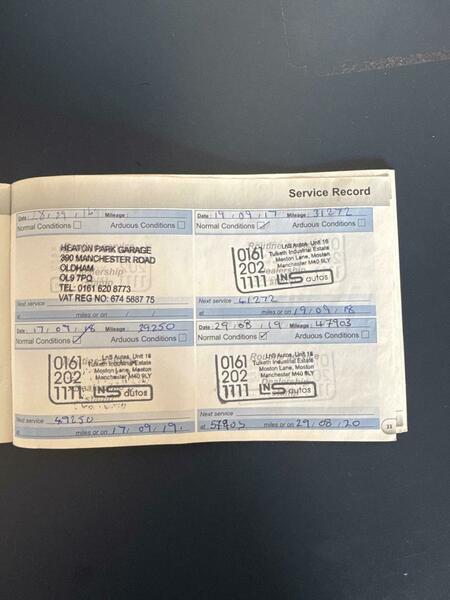 Service Record
Date: Mileage:
Normal Conditions Arduous Conditions
HEATON PARK GARAGE
390 MANCHESTER ROAD
OLDHAM
OL9 7PQ
TEL: 0161 620 8773
VAT REG NO: 674 5887 75
Next service
at miles or on / /
Date: 19/09/17 Mileage: 31272
Normal Conditions Arduous Conditions
Routine
0161
202
1111
LNS Autos, Unit 16
Tulketh Industrial Estate
Moston Lane, Moston
Manchester M40 9LY
Dealership
LNS autos
Next service
at 41272 miles or on 19/09/18
Date: 17/09/18 Mileage: 39250
Normal Conditions Arduous Conditions
0161
202
1111
LNS Autos, Unit 16
Tulketh Industrial Estate
Moston Lane, Moston
Manchester M40 9LY
LNS autos
Next service
at 49250 miles or on 17/09/19
Date: 29/08/19 Mileage: 47903
Normal Conditions Arduous Conditions
0161
202
1111
LNS Autos, Unit 16
Tulketh Industrial Estate
Moston Lane, Moston
Manchester M40 9LY
LNS autos
Next service
at 57903 miles or on 29/08/20
33